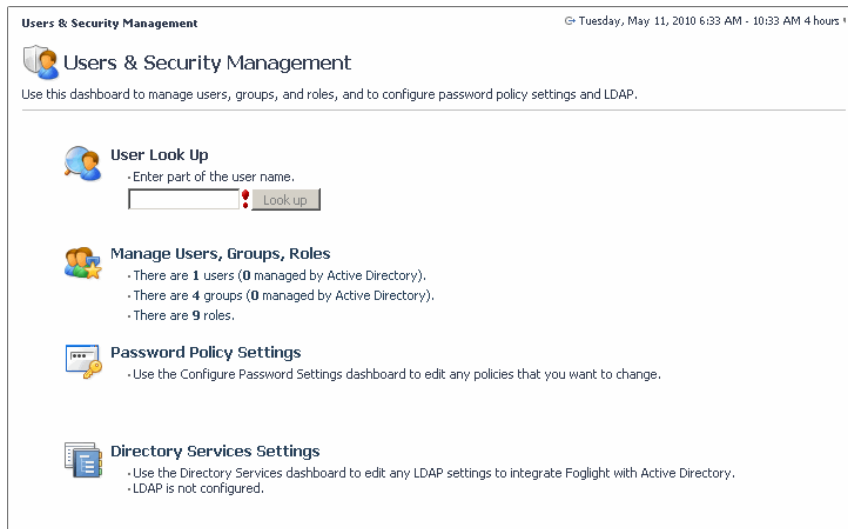 Users & Security Management
Tuesday, May 11, 2010 6:33 AM - 10:33 AM 4 hours
Users & Security Management
Use this dashboard to manage users, groups, and roles, and to configure password policy settings and LDAP.
User Look Up
· Enter part of the user name.
Look up
Manage Users, Groups, Roles
· There are 1 users (0 managed by Active Directory).
· There are 4 groups (0 managed by Active Directory).
· There are 9 roles.
Password Policy Settings
· Use the Configure Password Settings dashboard to edit any policies that you want to change.
Directory Services Settings
· Use the Directory Services dashboard to edit any LDAP settings to integrate Foglight with Active Directory.
· LDAP is not configured.